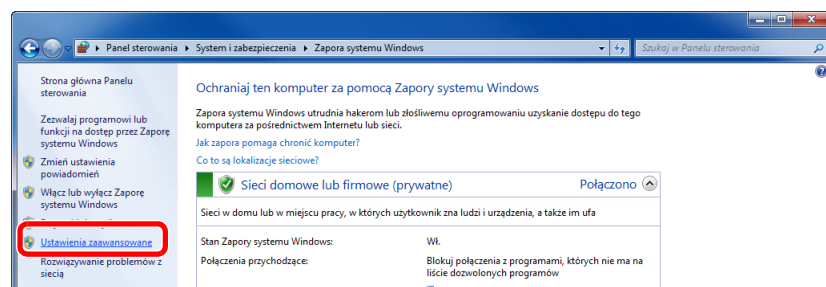 Panel sterowania ▸ System i zabezpieczenia ▸ Zapora systemu Windows
Szukaj w Panelu sterowania
Strona główna Panelu
sterowania
Zezwalaj programowi lub
funkcji na dostęp przez Zaporę
systemu Windows
Zmień ustawienia
powiadomień
Włącz lub wyłącz Zaporę
systemu Windows
Ustawienia zaawansowane
Rozwiązywanie problemów z
siecią
Ochraniaj ten komputer za pomocą Zapory systemu Windows
Zapora systemu Windows utrudnia hakerom lub złośliwemu oprogramowaniu uzyskanie dostępu do tego
komputera za pośrednictwem Internetu lub sieci.
Jak zapora pomaga chronić komputer?
Co to są lokalizacje sieciowe?
Sieci domowe lub firmowe (prywatne) Połączono
Sieci w domu lub w miejscu pracy, w których użytkownik zna ludzi i urządzenia, a także im ufa
Stan Zapory systemu Windows: Wł.
Połączenia przychodzące: Blokuj połączenia z programami, których nie ma na
liście dozwolonych programów